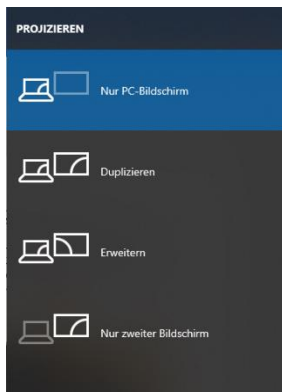 PROJIZIEREN
Nur PC-Bildschirm
Duplizieren
Erweitern
Nur zweiter Bildschirm